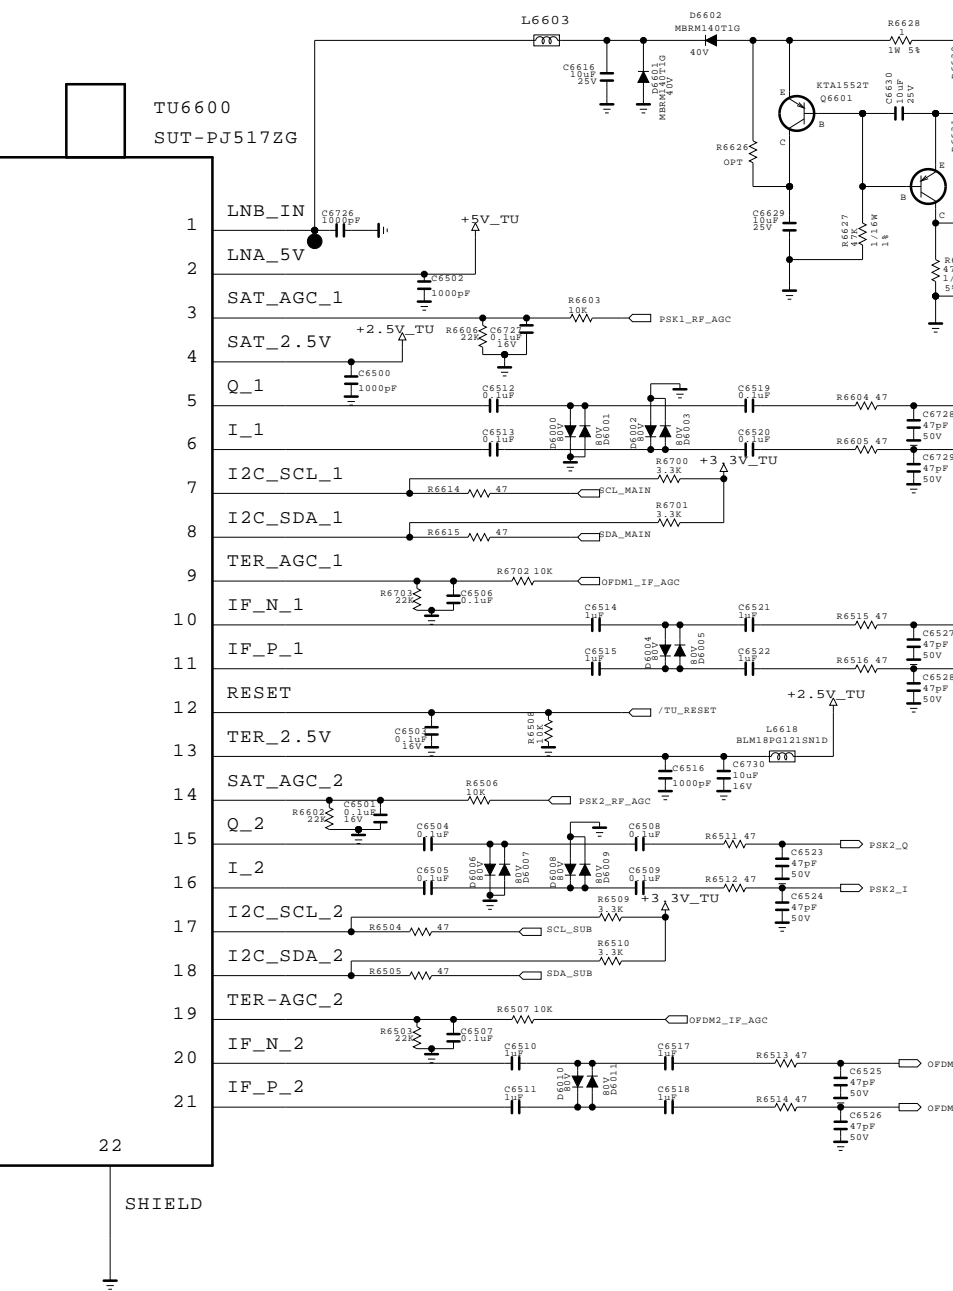 L6603
D6602
MBRM140T1G
40V
R6628
1
1W 5%
C6616
10uF
25V
D6601
MBRM140T1G
40V
KTA1552T
Q6601
E
B
C
C6630
10uF
25V
R6626
OPT
C6629
10uF
25V
R6627
47K
1/16W
1%
E
B
C
TU6600
SUT-PJ517ZG
1
LNB_IN
C6726
1000pF
2
LNA_5V
+5V_TU
C6502
1000pF
3
SAT_AGC_1
R6606
22K
C6727
0.1uF
16V
R6603
10K
PSK1_RF_AGC
4
SAT_2.5V
+2.5V_TU
C6500
1000pF
5
Q_1
C6512
0.1uF
C6519
0.1uF
R6604 47
C6728
47pF
50V
6
I_1
C6513
0.1uF
D6000
80V
80V
D6001
D6002
80V
80V
D6003
C6520
0.1uF
R6605 47
C6729
47pF
50V
7
I2C_SCL_1
R6614 47
R6700
3.3K
+3.3V_TU
SCL_MAIN
8
I2C_SDA_1
R6615 47
R6701
3.3K
SDA_MAIN
9
TER_AGC_1
R6703
22K
C6506
0.1uF
R6702 10K
OFDM1_IF_AGC
10
IF_N_1
C6514
1uF
C6521
1uF
R6515 47
C6527
47pF
50V
11
IF_P_1
C6515
1uF
D6004
80V
80V
D6005
C6522
1uF
R6516 47
C6528
47pF
50V
12
RESET
C6503
0.1uF
16V
R6508
10K
/TU_RESET
13
TER_2.5V
+2.5V_TU
L6618
BLM18PG121SN1D
C6516
1000pF
C6730
10uF
16V
14
SAT_AGC_2
R6602
22K
C6501
0.1uF
16V
R6506
10K
PSK2_RF_AGC
15
Q_2
C6504
0.1uF
C6508
0.1uF
R6511 47
C6523
47pF
50V
PSK2_Q
16
I_2
C6505
0.1uF
D6006
80V
80V
D6007
D6008
80V
80V
D6009
C6509
0.1uF
R6512 47
C6524
47pF
50V
PSK2_I
17
I2C_SCL_2
R6504 47
R6509
3.3K
+3.3V_TU
SCL_SUB
18
I2C_SDA_2
R6505 47
R6510
3.3K
SDA_SUB
19
TER-AGC_2
R6503
22K
C6507
0.1uF
R6507 10K
OFDM2_IF_AGC
20
IF_N_2
C6510
1uF
C6517
1uF
R6513 47
C6525
47pF
50V
OFDM
21
IF_P_2
C6511
1uF
D6010
80V
80V
D6011
C6518
1uF
R6514 47
C6526
47pF
50V
OFDM
22
SHIELD